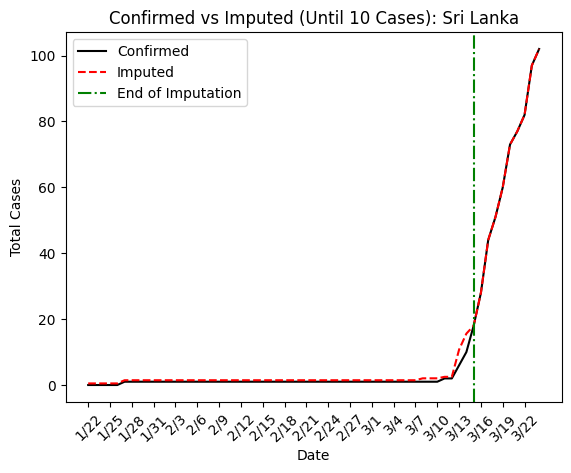 Confirmed vs Imputed (Until 10 Cases): Sri Lanka
Confirmed
Imputed
End of Imputation
Total Cases
100
80
60
40
20
0
1/22 1/25 1/28 1/31 2/3 2/6 2/9 2/12 2/15 2/18 2/21 2/24 2/27 3/1 3/4 3/7 3/10 3/13 3/16 3/19 3/22
Date